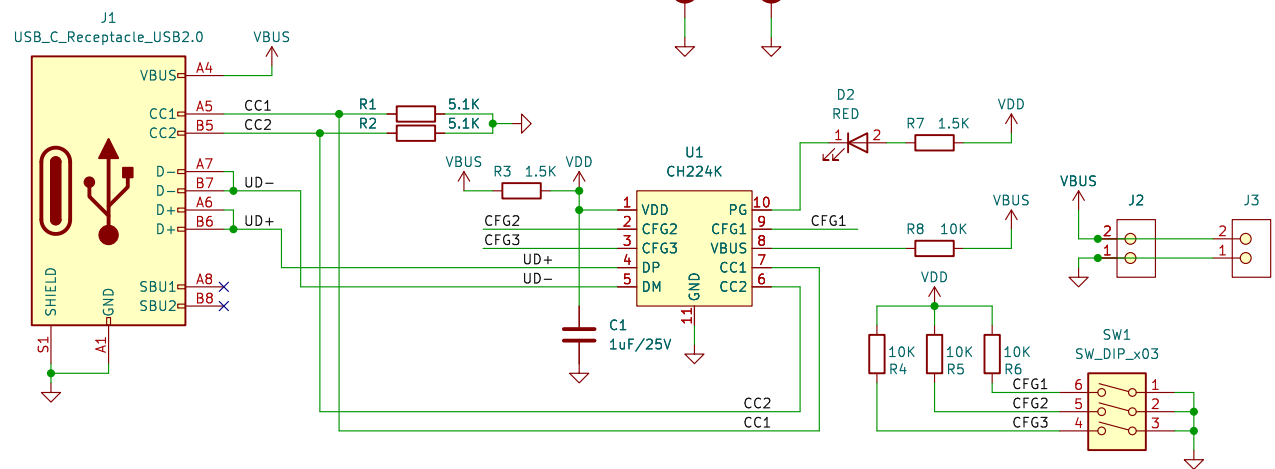 J1
USB_C_Receptacle_USB2.0
VBUS
VBUS
A4
CC1
A5
CC1
CC2
B5
CC2
D-
A7
D-
B7
UD-
D+
A6
D+
B6
UD+
SBU1
A8
SBU2
B8
SHIELD
GND
S1
A1
R1
5.1K
R2
5.1K
VBUS
R3 1.5K
VDD
CFG2
CFG3
UD+
UD-
C1
1uF/25V
U1
CH224K
1 VDD
2 CFG2
3 CFG3
4 DP
5 DM
PG 10
CFG1 9
VBUS 8
CC1 7
CC2 6
GND
11
CFG1
CC2
CC1
D2
RED
1 2
R7 1.5K
VDD
R8 10K
VBUS
VDD
10K
R4
10K
R5
10K
R6
CFG1
CFG2
CFG3
SW1
SW_DIP_x03
6 1
5 2
4 3
VBUS
J2
2
1
J3
2
1